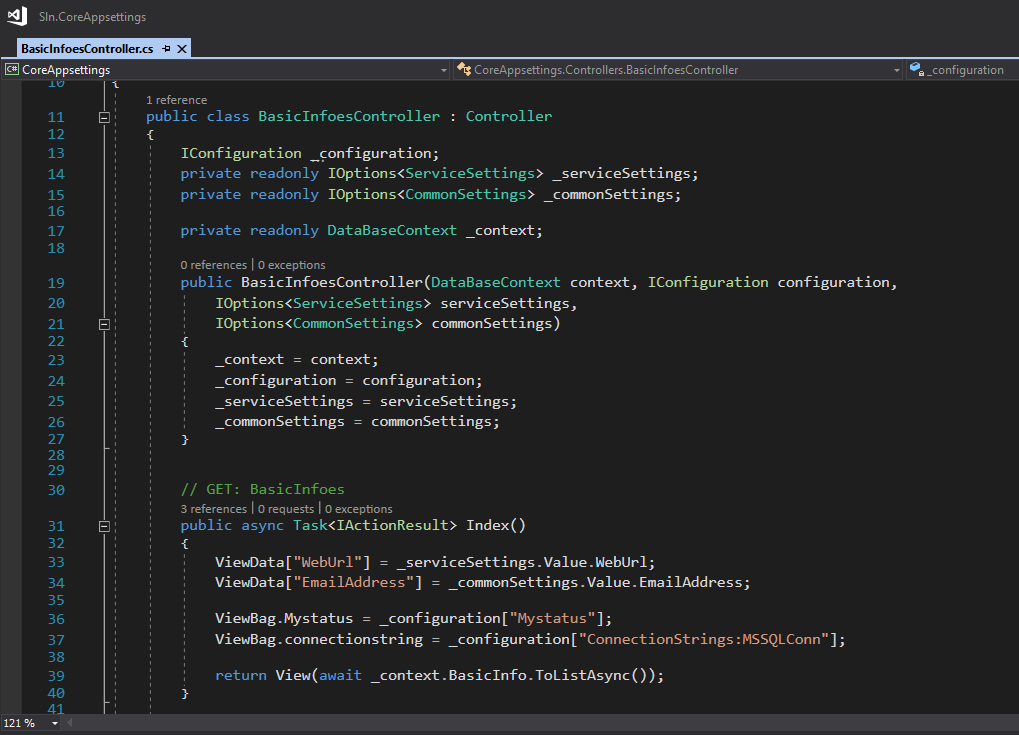 Sln.CoreAppsettings
BasicInfoesController.cs
C# CoreAppsettings CoreAppsettings.Controllers.BasicInfoesController _configuration
10 {
1 reference
11 public class BasicInfoesController : Controller
12 {
13 IConfiguration _configuration;
14 private readonly IOptions<ServiceSettings> _serviceSettings;
15 private readonly IOptions<CommonSettings> _commonSettings;
16
17 private readonly DataBaseContext _context;
18
0 references | 0 exceptions
19 public BasicInfoesController(DataBaseContext context, IConfiguration configuration,
20 IOptions<ServiceSettings> serviceSettings,
21 IOptions<CommonSettings> commonSettings)
22 {
23 _context = context;
24 _configuration = configuration;
25 _serviceSettings = serviceSettings;
26 _commonSettings = commonSettings;
27 }
28
29
30 // GET: BasicInfoes
3 references | 0 requests | 0 exceptions
31 public async Task<IActionResult> Index()
32 {
33 ViewData["WebUrl"] = _serviceSettings.Value.WebUrl;
34 ViewData["EmailAddress"] = _commonSettings.Value.EmailAddress;
35
36 ViewBag.Mystatus = _configuration["Mystatus"];
37 ViewBag.connectionstring = _configuration["ConnectionStrings:MSSQLConn"];
38
39 return View(await _context.BasicInfo.ToListAsync());
40 }
41
121 %